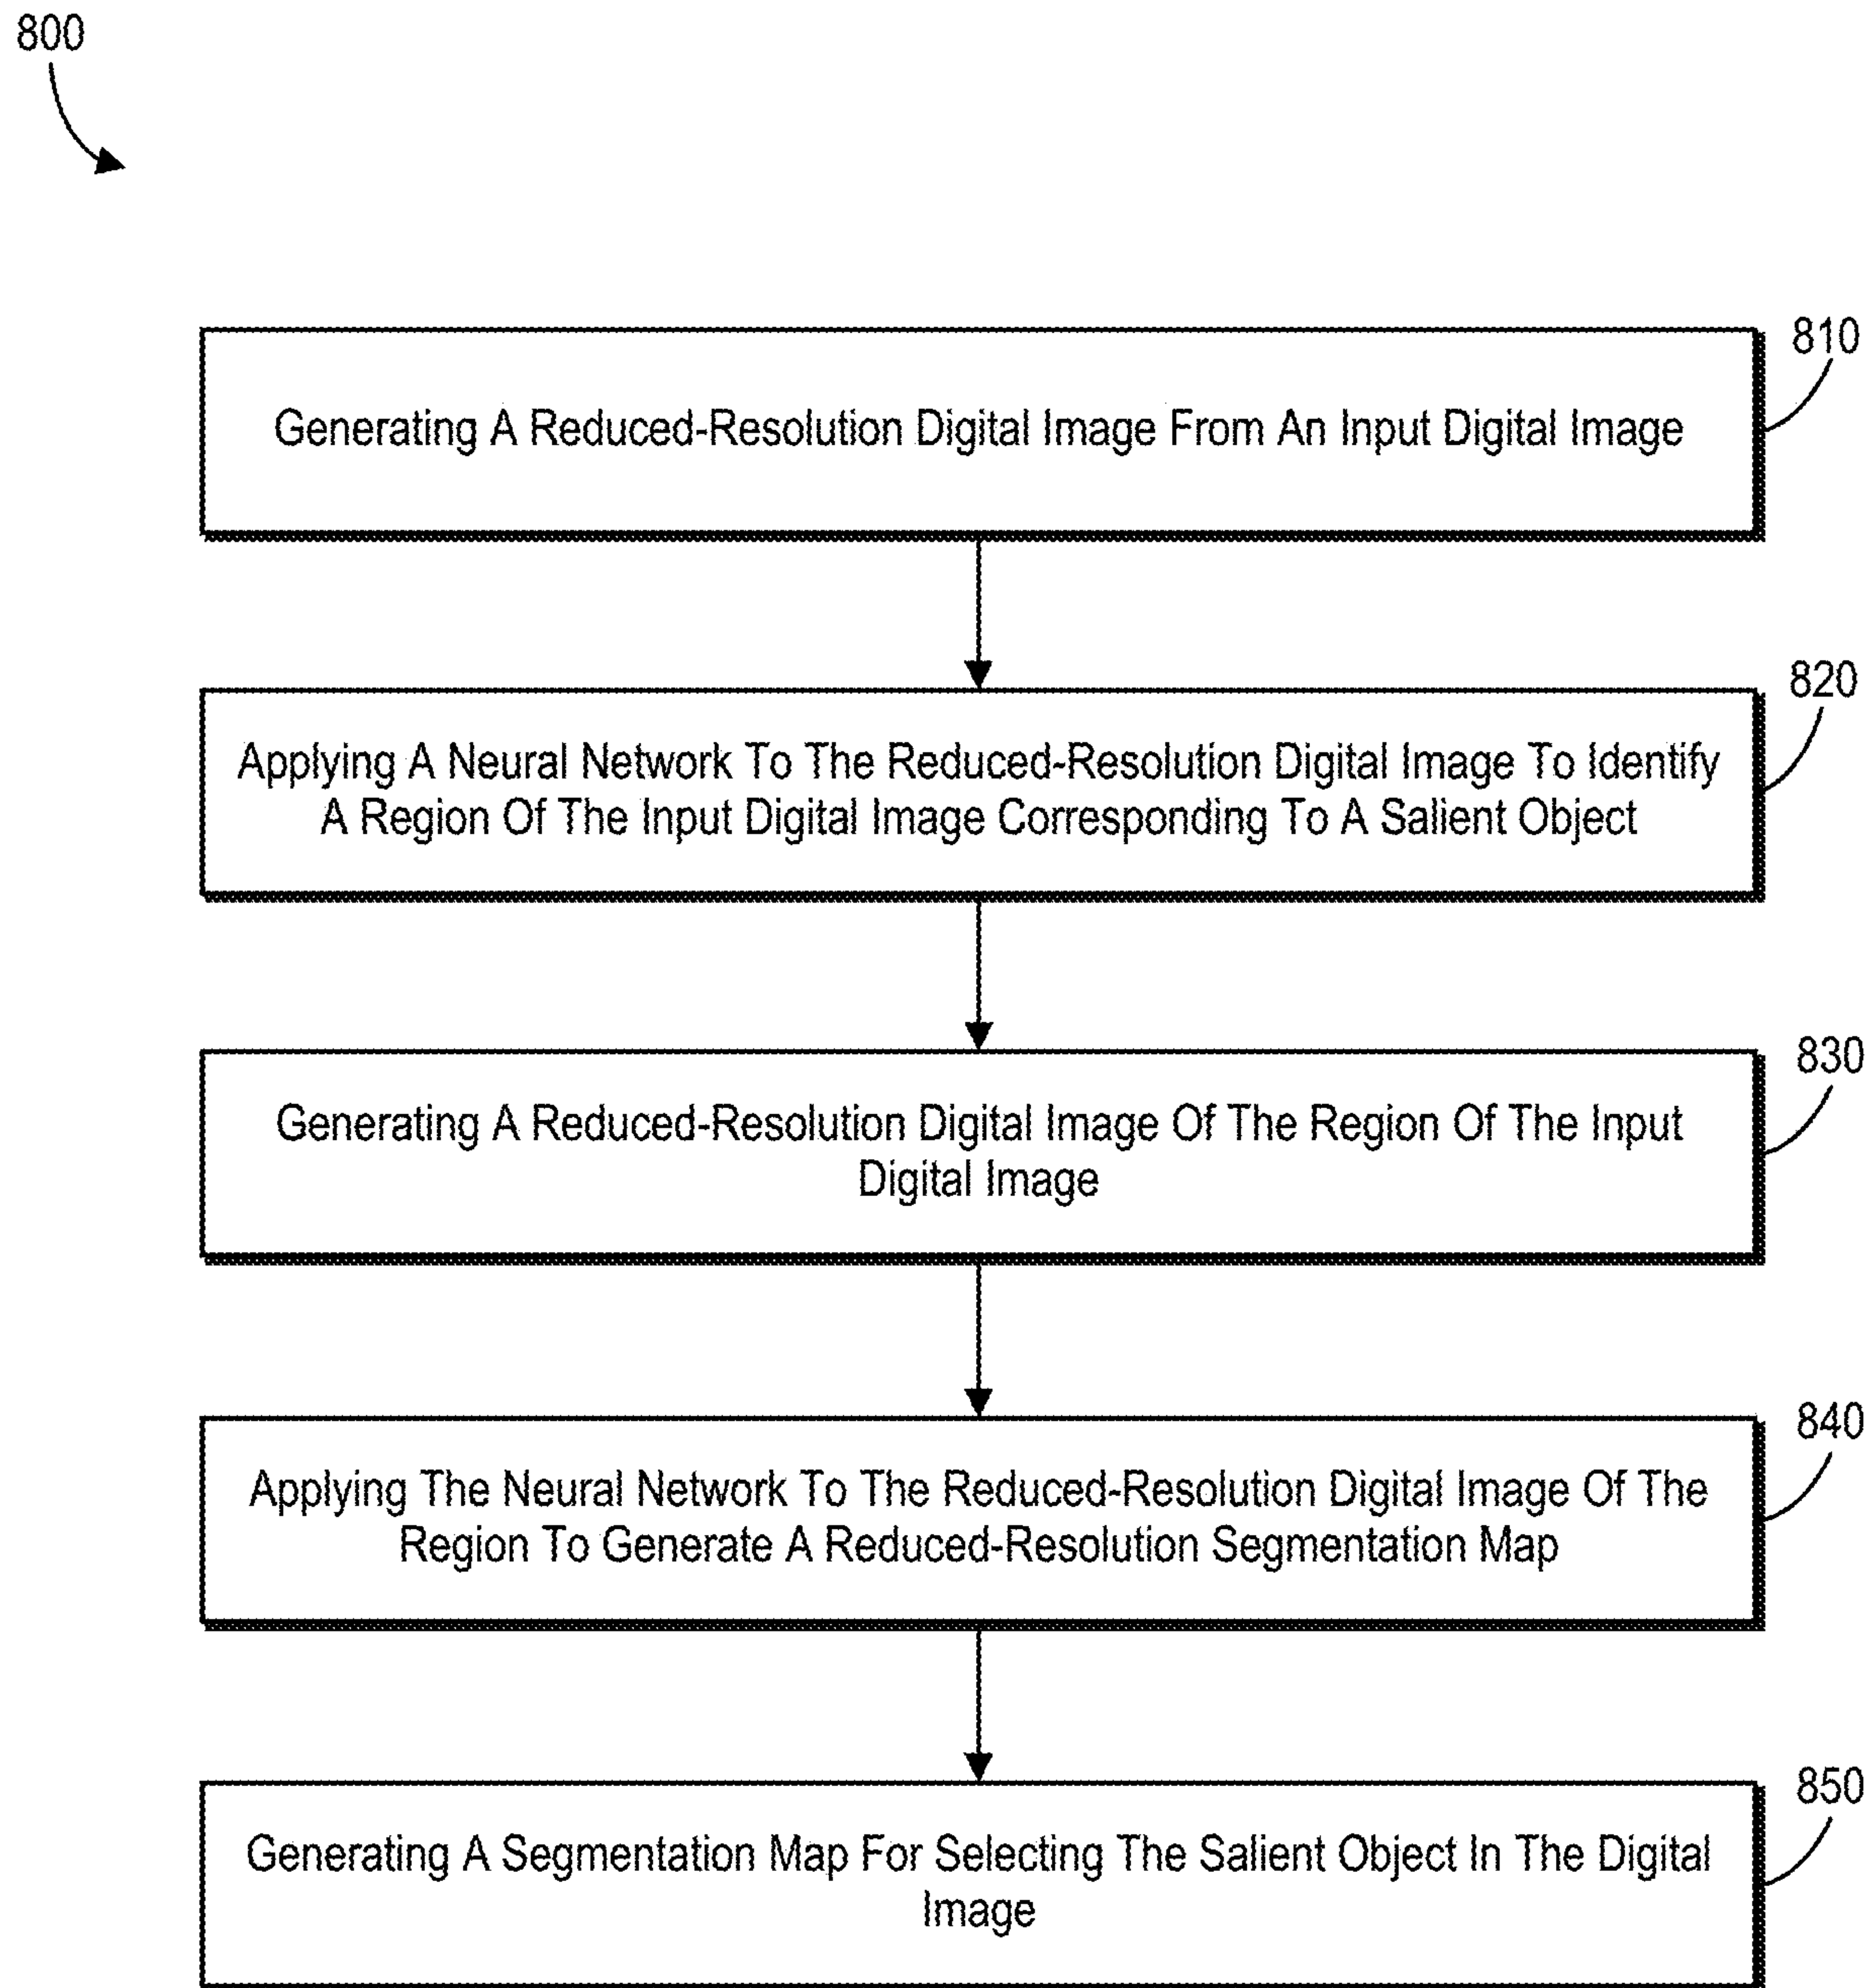 800
810
Generating A Reduced-Resolution Digital Image From An Input Digital Image
820
Applying A Neural Network To The Reduced-Resolution Digital Image To Identify
A Region Of The Input Digital Image Corresponding To A Salient Object
830
Generating A Reduced-Resolution Digital Image Of The Region Of The Input
Digital Image
840
Applying The Neural Network To The Reduced-Resolution Digital Image Of The
Region To Generate A Reduced-Resolution Segmentation Map
850
Generating A Segmentation Map For Selecting The Salient Object In The Digital
Image